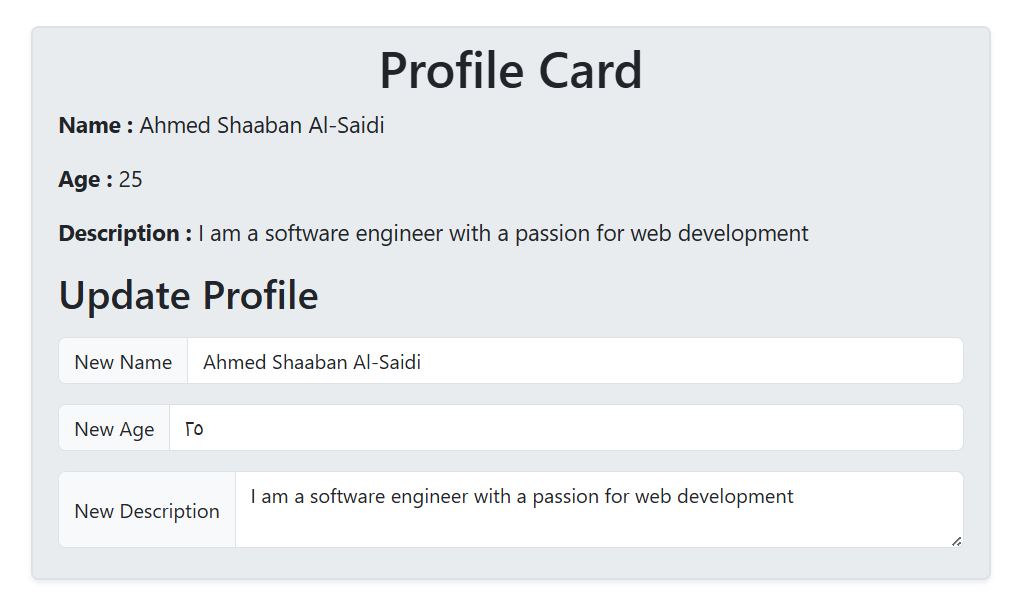 Profile Card
Name : Ahmed Shaaban Al-Saidi
Age : 25
Description : I am a software engineer with a passion for web development
Update Profile
New Name Ahmed Shaaban Al-Saidi
New Age ٢٥
New Description I am a software engineer with a passion for web development